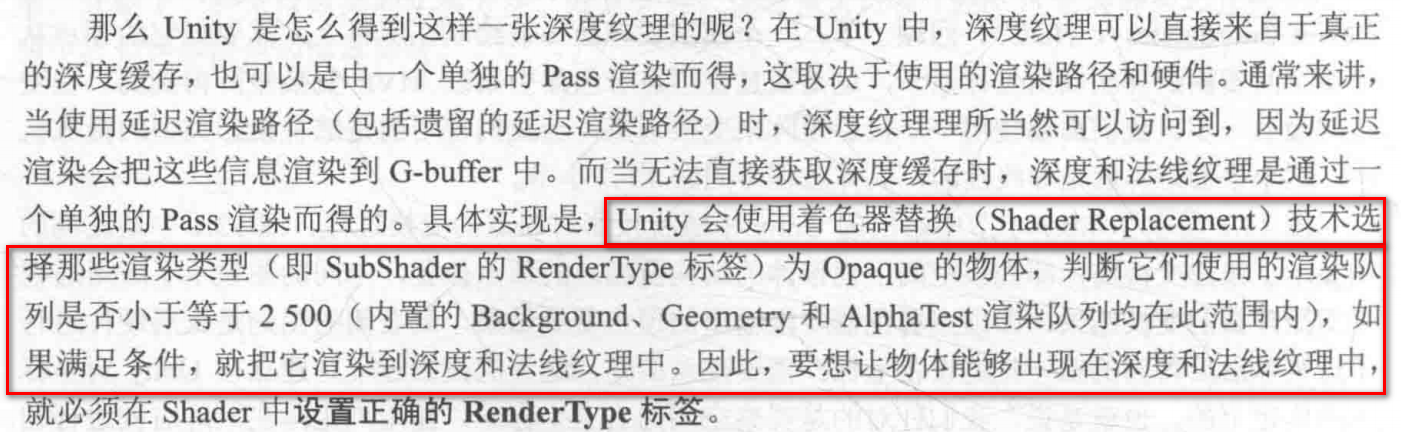 那么 Unity 是怎么得到这样一张深度纹理的呢？在 Unity 中，深度纹理可以直接来自于真正
的深度缓存，也可以是由一个单独的 Pass 渲染而得，这取决于使用的渲染路径和硬件。通常来讲，
当使用延迟渲染路径（包括遗留的延迟渲染路径）时，深度纹理理所当然可以访问到，因为延迟
渲染会把这些信息渲染到 G-buffer 中。而当无法直接获取深度缓存时，深度和法线纹理是通过一
个单独的 Pass 渲染而得的。具体实现是，Unity 会使用着色器替换（Shader Replacement）技术选
择那些渲染类型（即 SubShader 的 RenderType 标签）为 Opaque 的物体，判断它们使用的渲染队
列是否小于等于 2 500（内置的 Background、Geometry 和 AlphaTest 渲染队列均在此范围内），如
果满足条件，就把它渲染到深度和法线纹理中。因此，要想让物体能够出现在深度和法线纹理中，
就必须在 Shader 中设置正确的 RenderType 标签。